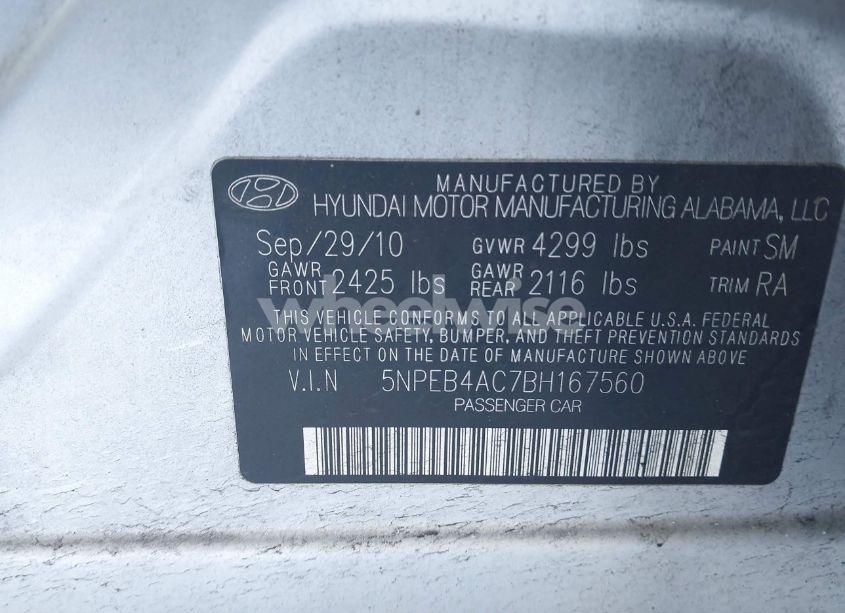 MANUFACTURED BY
HYUNDAI MOTOR MANUFACTURING ALABAMA, LLC
Sep/29/10 GVWR 4299 lbs PAINT SM
GAWR FRONT 2425 lbs GAWR REAR 2116 lbs TRIM RA
wheelwise
THIS VEHICLE CONFORMS TO ALL APPLICABLE U.S.A. FEDERAL
MOTOR VEHICLE SAFETY, BUMPER, AND THEFT PREVENTION STANDARDS
IN EFFECT ON THE DATE OF MANUFACTURE SHOWN ABOVE
V.I.N 5NPEB4AC7BH167560
PASSENGER CAR